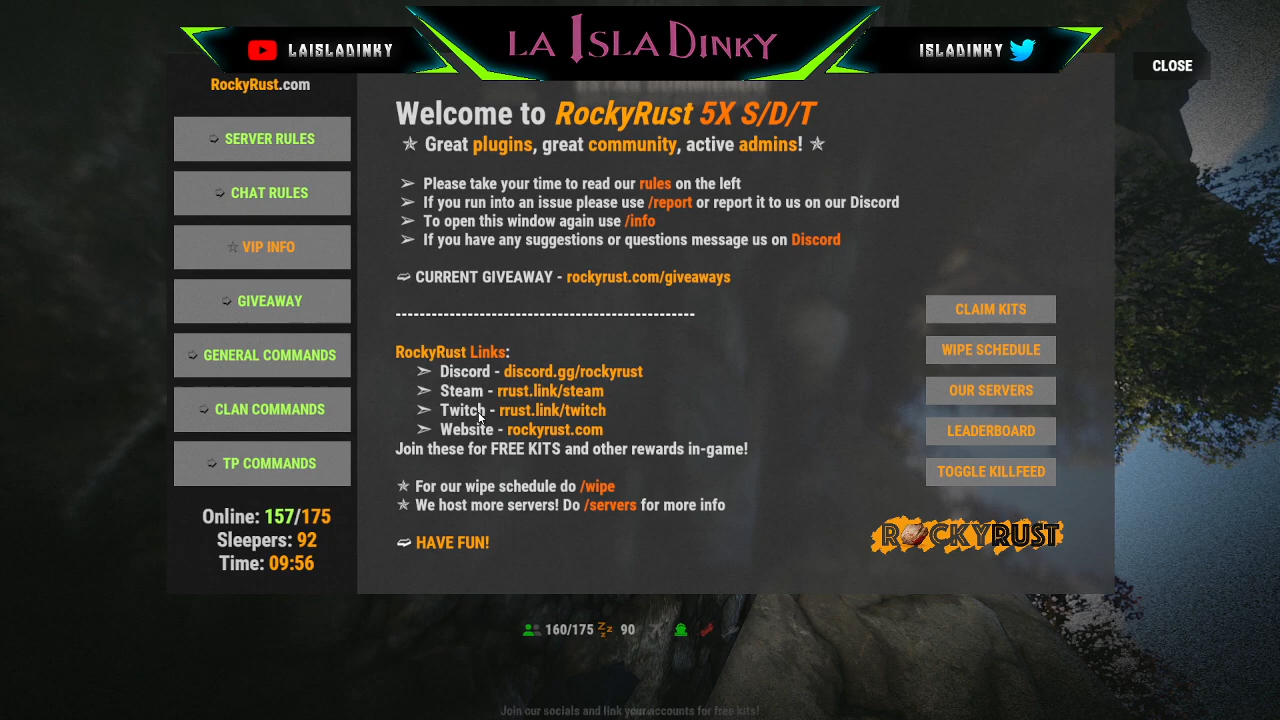 LAISLADINKY
LA ISLA DINKY
ISLADINKY
CLOSE
RockyRust.com
SERVER RULES
CHAT RULES
☆ VIP INFO
GIVEAWAY
GENERAL COMMANDS
CLAN COMMANDS
TP COMMANDS
Online: 157/175
Sleepers: 92
Time: 09:56
Welcome to RockyRust 5X S/D/T
★ Great plugins, great community, active admins! ★
➢ Please take your time to read our rules on the left
➢ If you run into an issue please use /report or report it to us on our Discord
➢ To open this window again use /info
➢ If you have any suggestions or questions message us on Discord
CURRENT GIVEAWAY - rockyrust.com/giveaways
--------------------------------------------------
RockyRust Links:
➢ Discord - discord.gg/rockyrust
➢ Steam - rrust.link/steam
➢ Twitch - rrust.link/twitch
➢ Website - rockyrust.com
Join these for FREE KITS and other rewards in-game!
★ For our wipe schedule do /wipe
★ We host more servers! Do /servers for more info
HAVE FUN!
CLAIM KITS
WIPE SCHEDULE
OUR SERVERS
LEADERBOARD
TOGGLE KILLFEED
ROCKYRUST
160/175 Zzz 90
Join our socials and link your accounts for free kits!